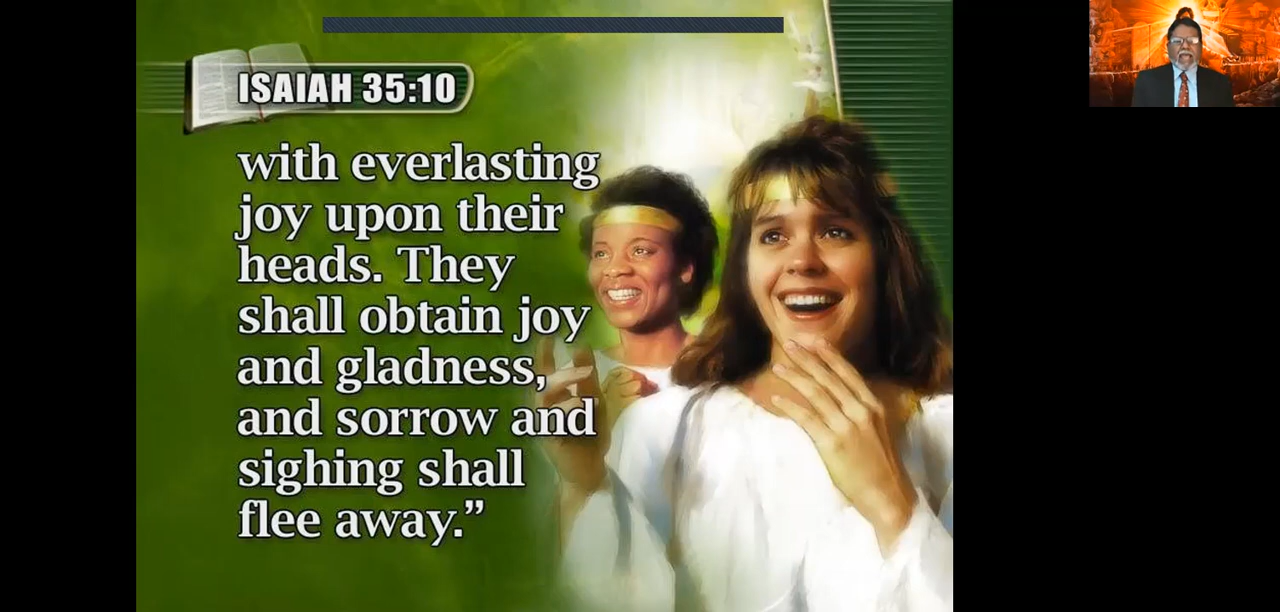 ISAIAH 35:10
with everlasting
joy upon their
heads. They
shall obtain joy
and gladness,
and sorrow and
sighing shall
flee away.”